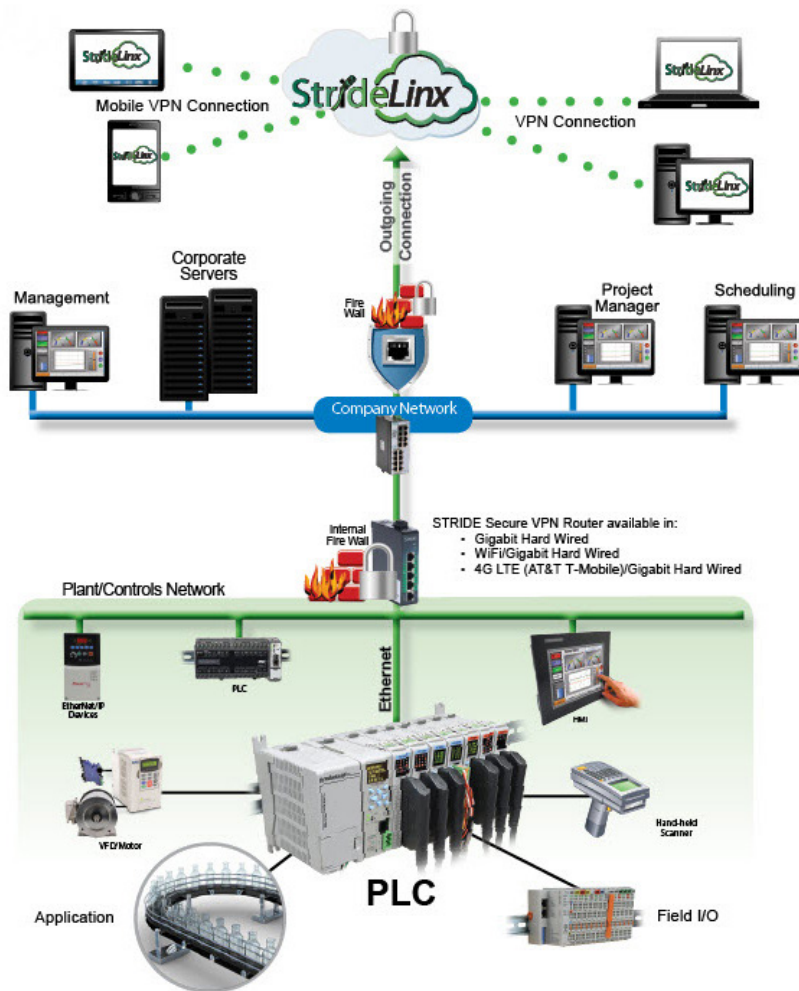 StrideLinx
StrideLinx
StrideLinx
Mobile VPN Connection
VPN Connection
StrideLinx
StrideLinx
Outgoing
Connection
Corporate
Servers
Management
Fire
Wall
Project
Manager
Scheduling
Company Network
Internal
Fire Wall
STRIDE Secure VPN Router available in:
• Gigabit Hard Wired
• WiFi/Gigabit Hard Wired
• 4G LTE (AT&T T-Mobile)/Gigabit Hard Wired
Plant/Controls Network
EtherNet/IP
Devices
PLC
Ethernet
HMI
VFD/Motor
Hand-held
Scanner
PLC
Application
Field I/O